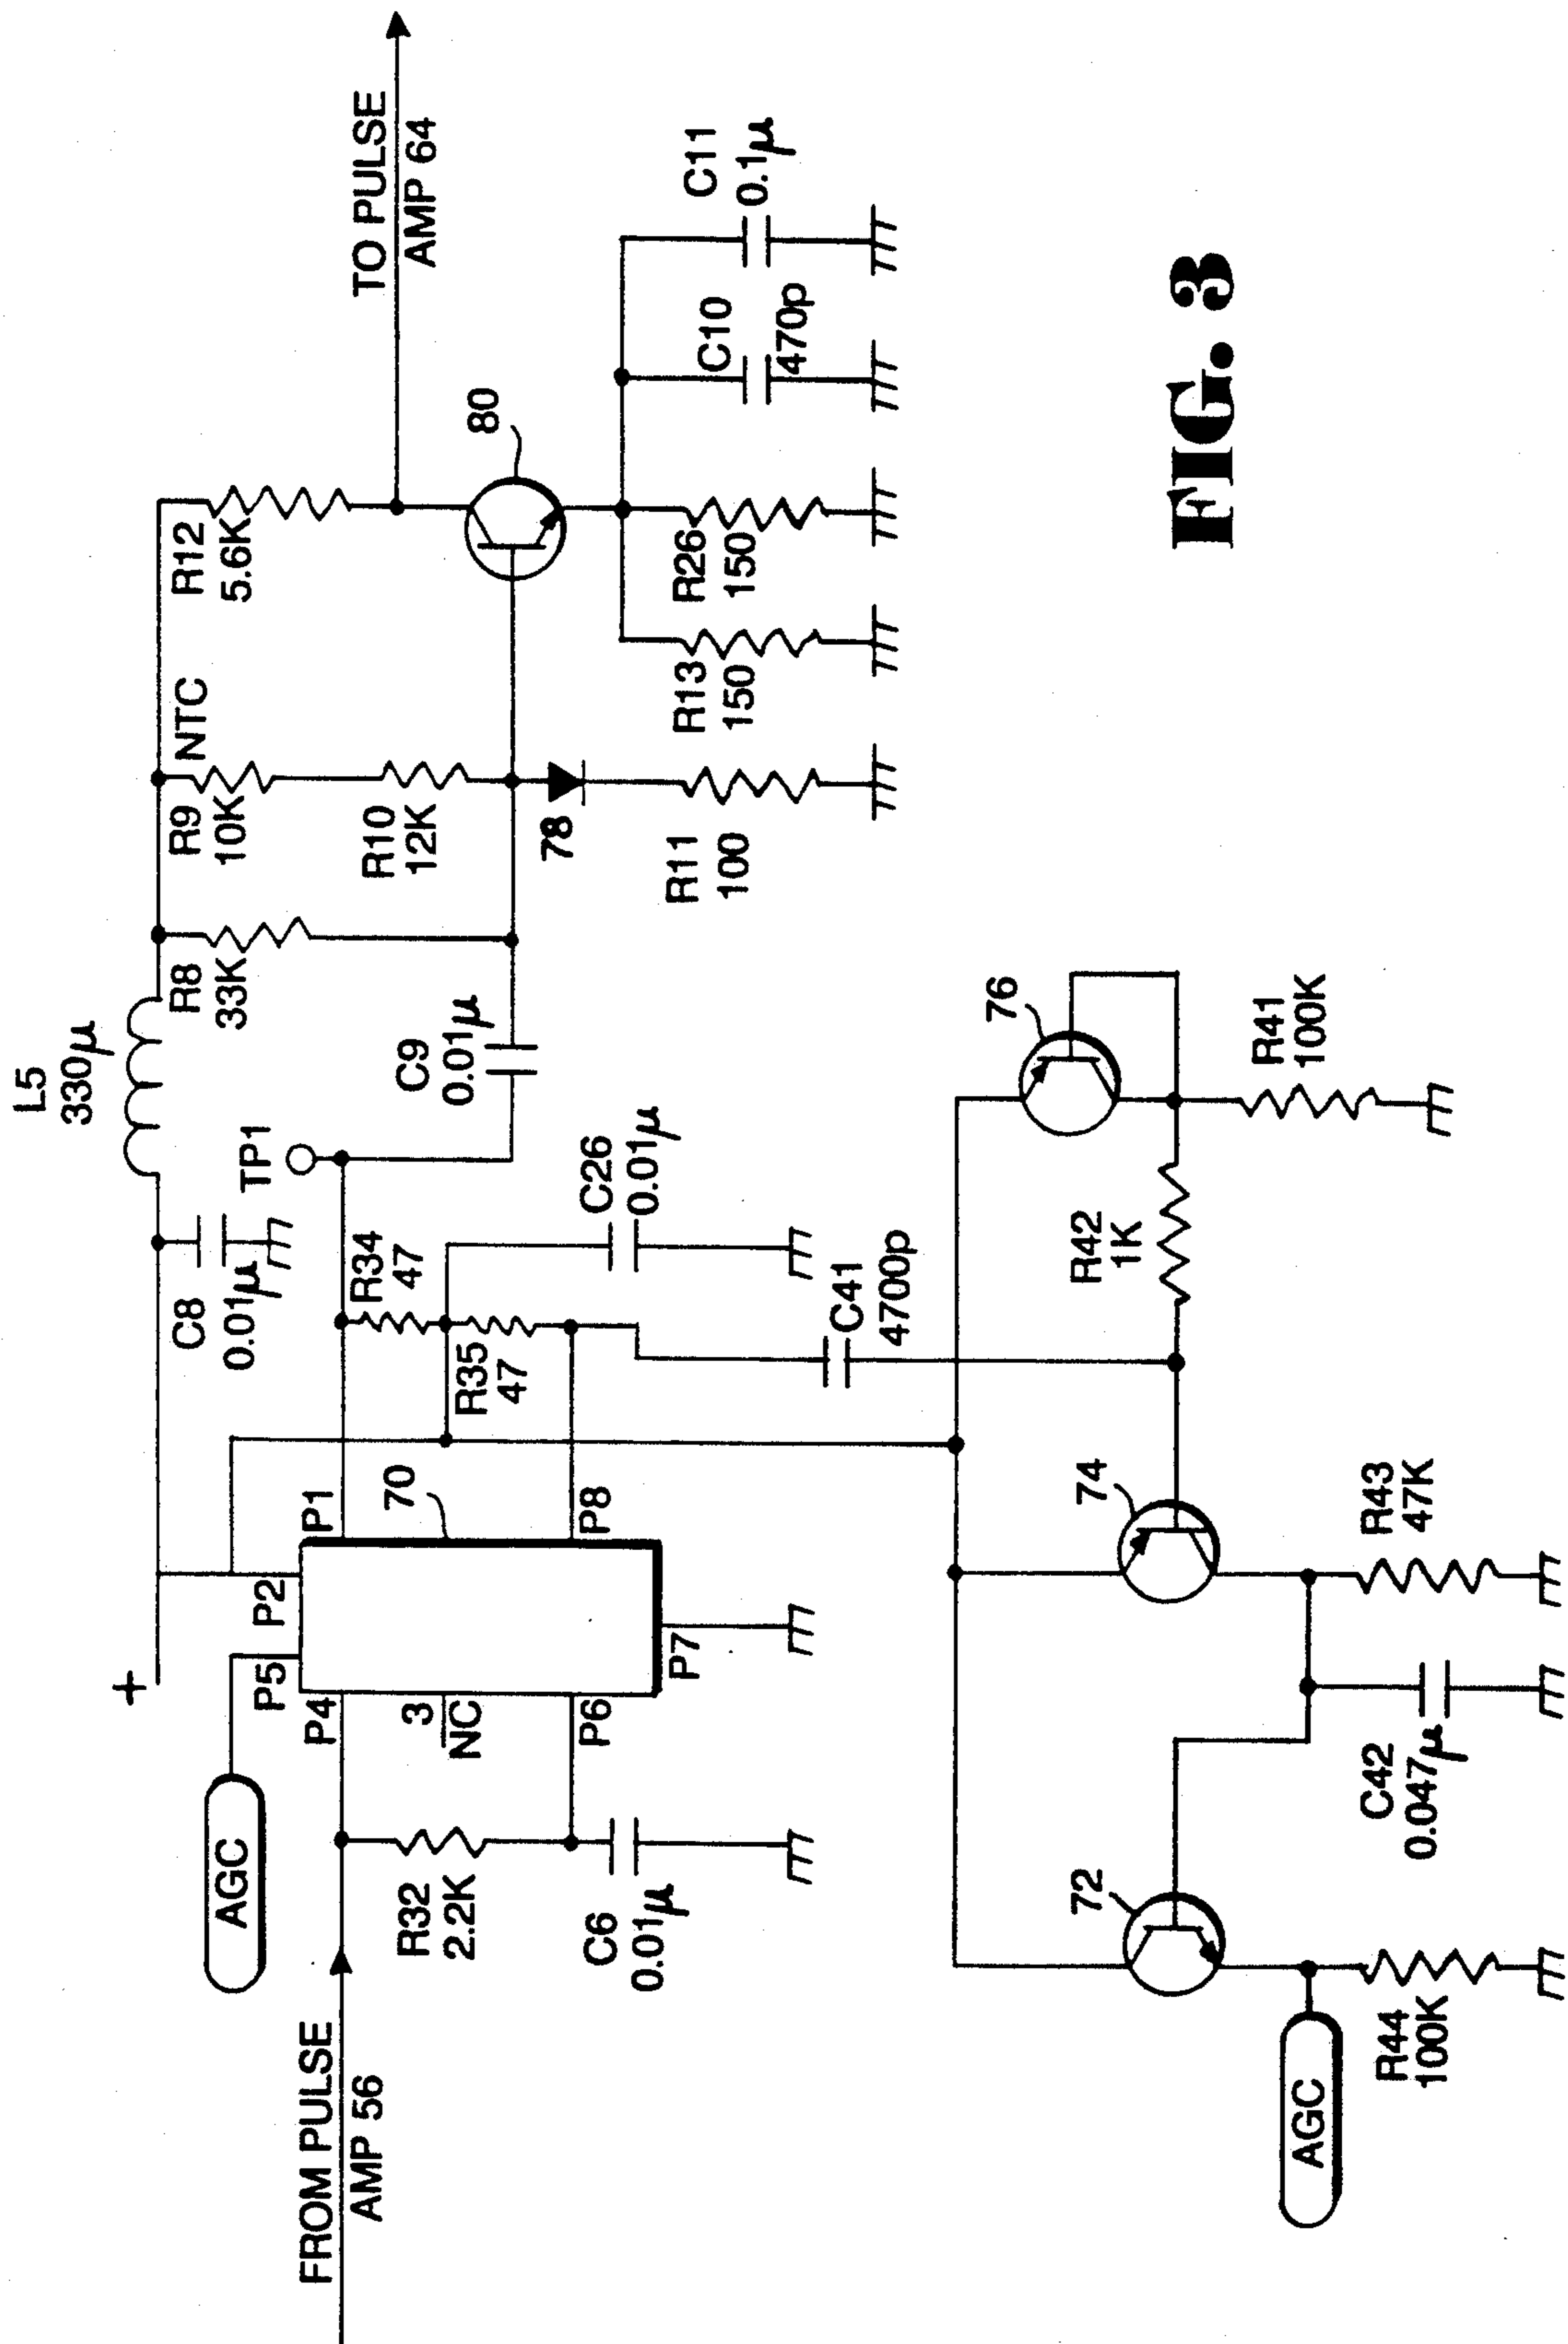 L5
330μ
+
C8
0.01μ
TP1
R8
33K
R9
10K
NTC
R12
5.6K
TO PULSE
AMP 64
AGC
P5
P2
P4
P1
3
NC
70
P6
P8
P7
FROM PULSE
AMP 56
R32
2.2K
C6
0.01μ
R34
47
R35
47
C26
0.01μ
C9
0.01μ
R10
12K
78
R11
100
80
R13
150
R26
150
C10
470p
C11
0.1μ
C41
4700p
72
74
76
R42
1K
R41
100K
AGC
R44
100K
C42
0.047μ
R43
47K
FIG. 3